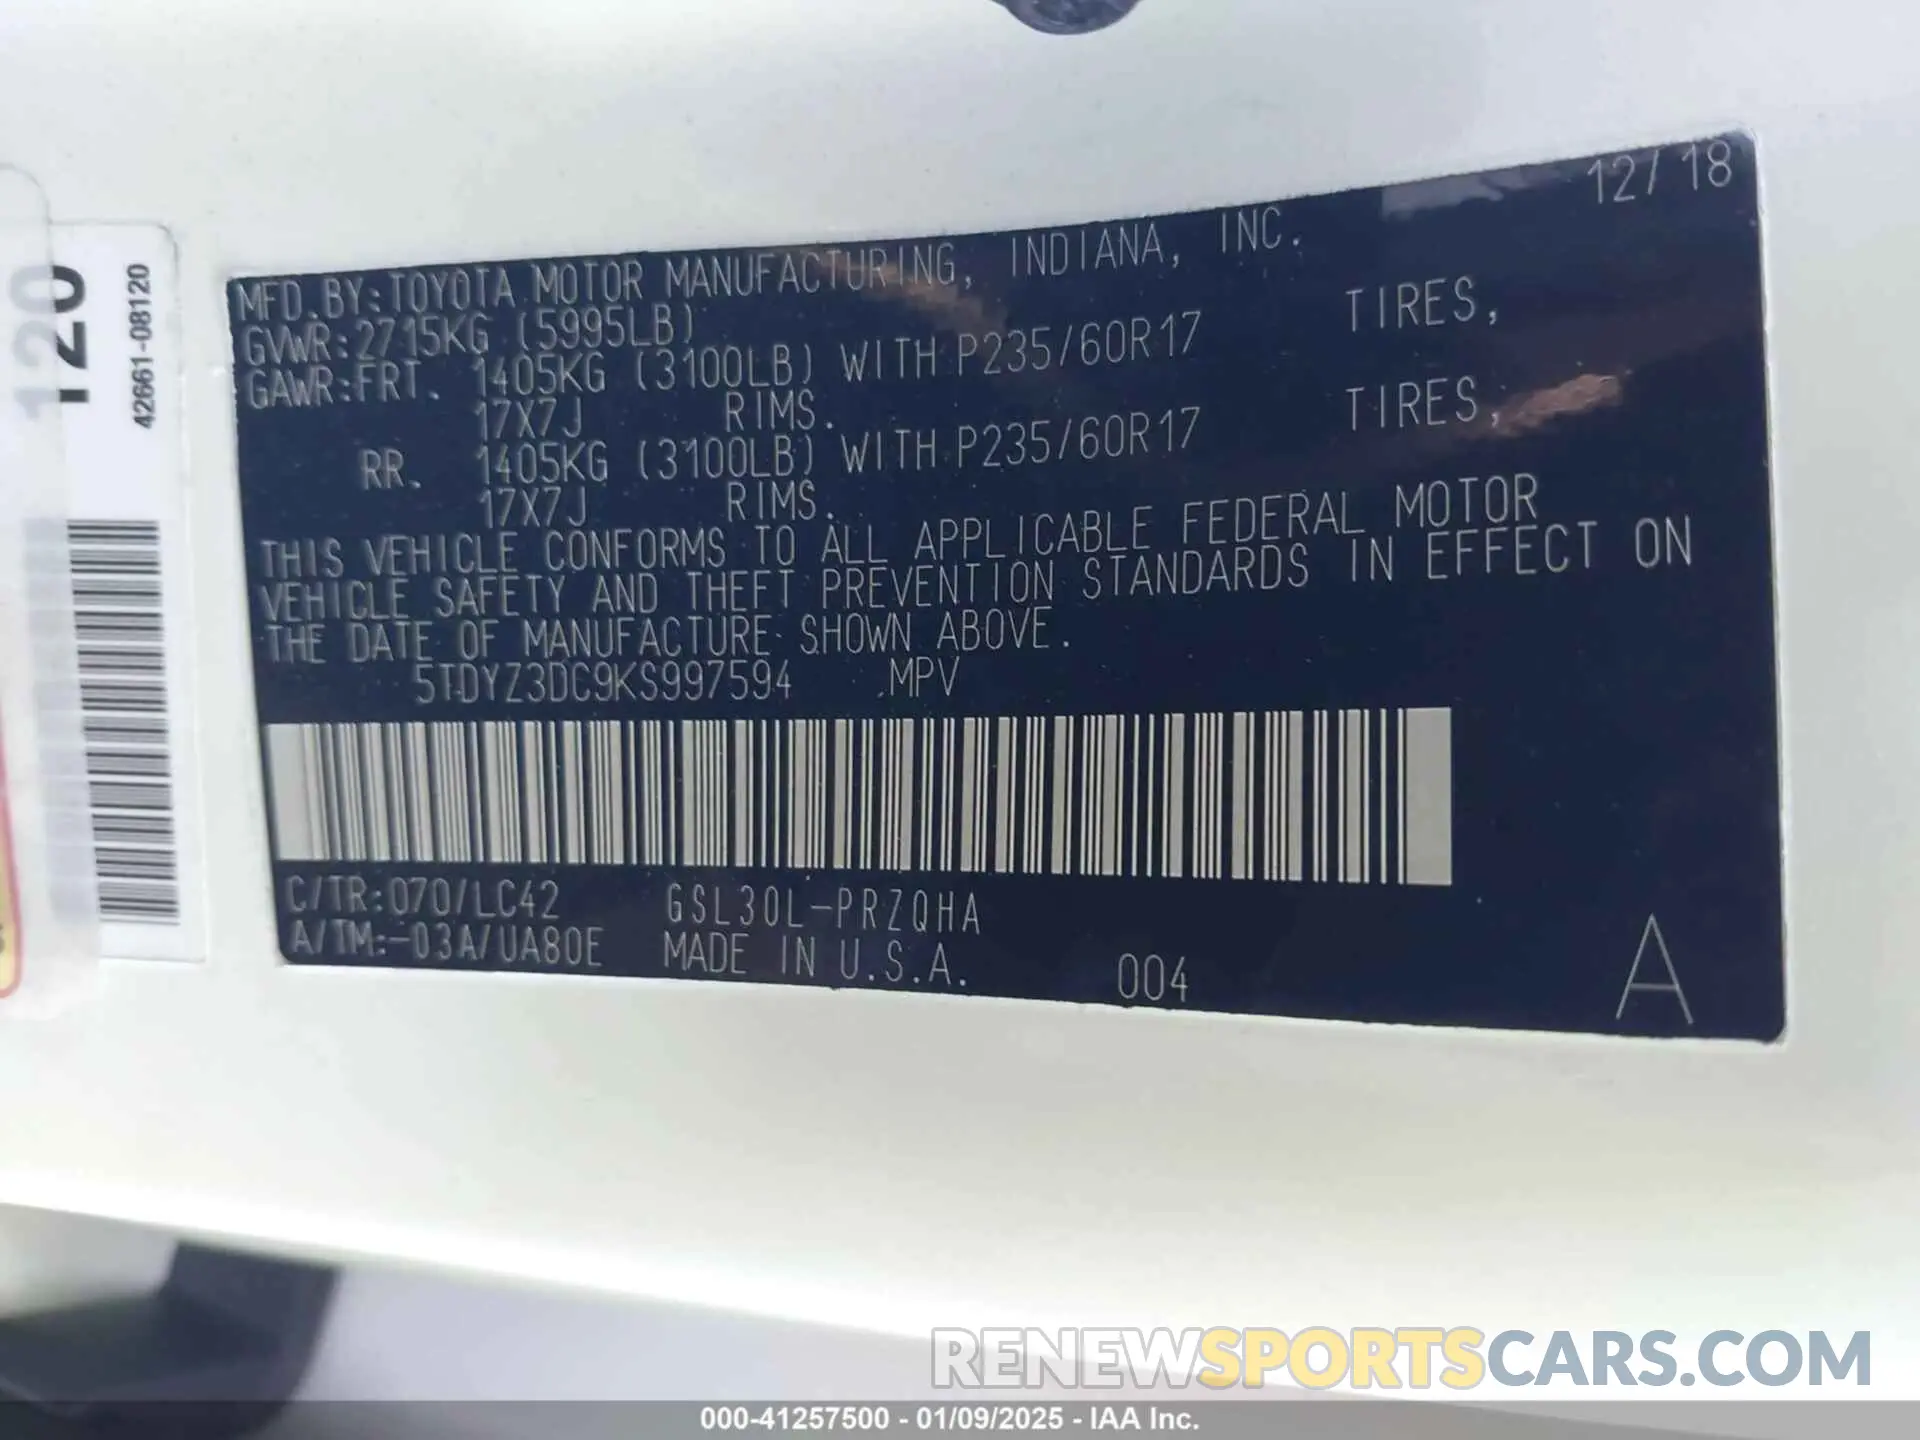 12/18
MFD.BY:TOYOTA MOTOR MANUFACTURING, INDIANA, INC.
GVWR:2715KG (5995LB)
GAWR:FRT. 1405KG (3100LB) WITH P235/60R17 TIRES,
17X7J RIMS.
RR. 1405KG (3100LB) WITH P235/60R17 TIRES,
17X7J RIMS.
THIS VEHICLE CONFORMS TO ALL APPLICABLE FEDERAL MOTOR
VEHICLE SAFETY AND THEFT PREVENTION STANDARDS IN EFFECT ON
THE DATE OF MANUFACTURE SHOWN ABOVE.
5TDYZ3DC9KS997594 MPV
C/TR:070/LC42 GSL30L-PRZQHA
A/TM:-03A/UA80E MADE IN U.S.A. 004 A
120
120
42661-08120
RENEWSPORTSCARS.COM
000-41257500 - 01/09/2025 - IAA Inc.